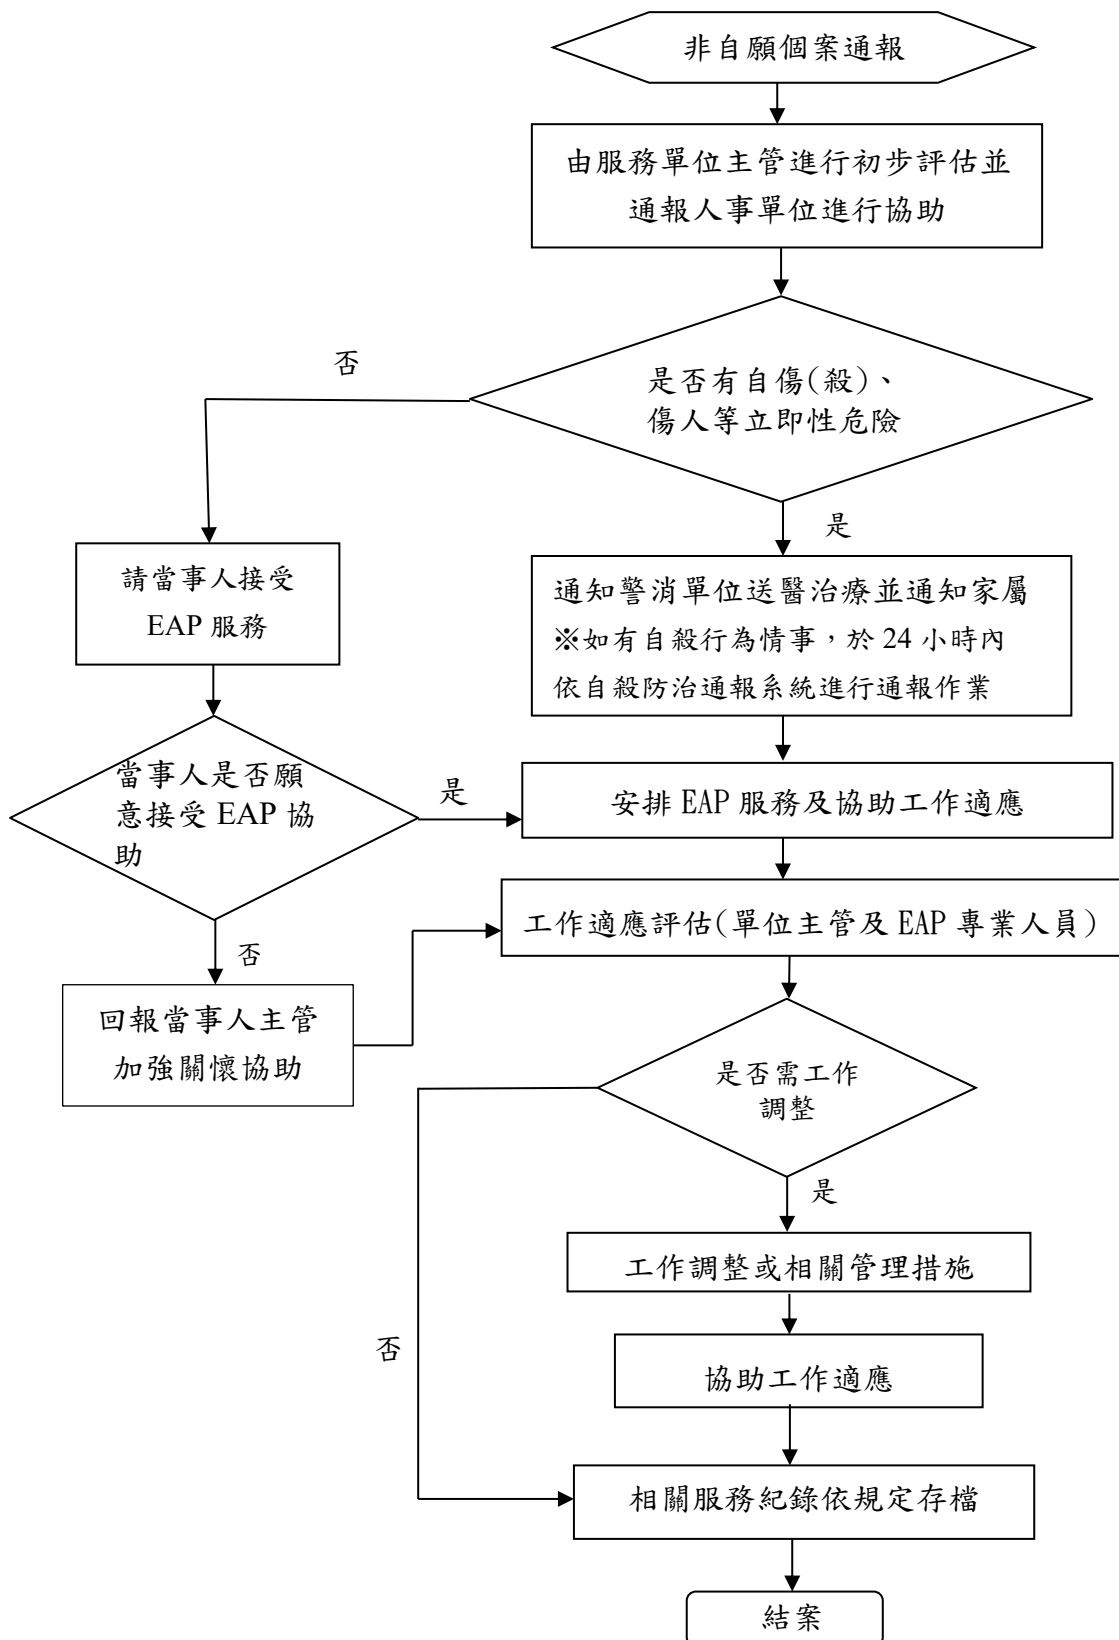 非自願個案通報
由服務單位主管進行初步評估並
通報人事單位進行協助
否
是否有自傷(殺)、
傷人等立即性危險
是
請當事人接受
EAP 服務
通知警消單位送醫治療並通知家屬
※如有自殺行為情事，於 24 小時內
依自殺防治通報系統進行通報作業
當事人是否願
意接受 EAP 協
助
是
安排 EAP 服務及協助工作適應
工作適應評估(單位主管及 EAP 專業人員)
否
回報當事人主管
加強關懷協助
是否需工作
調整
是
工作調整或相關管理措施
否
協助工作適應
相關服務紀錄依規定存檔
結案